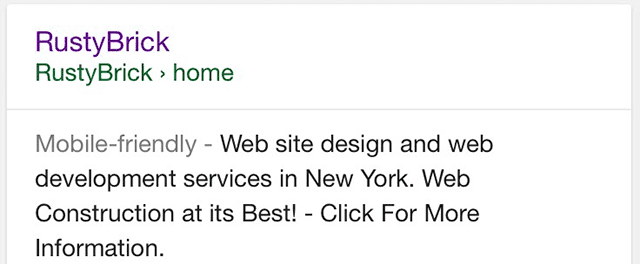 RustyBrick
RustyBrick › home
Mobile-friendly - Web site design and web
development services in New York. Web
Construction at its Best! - Click For More
Information.